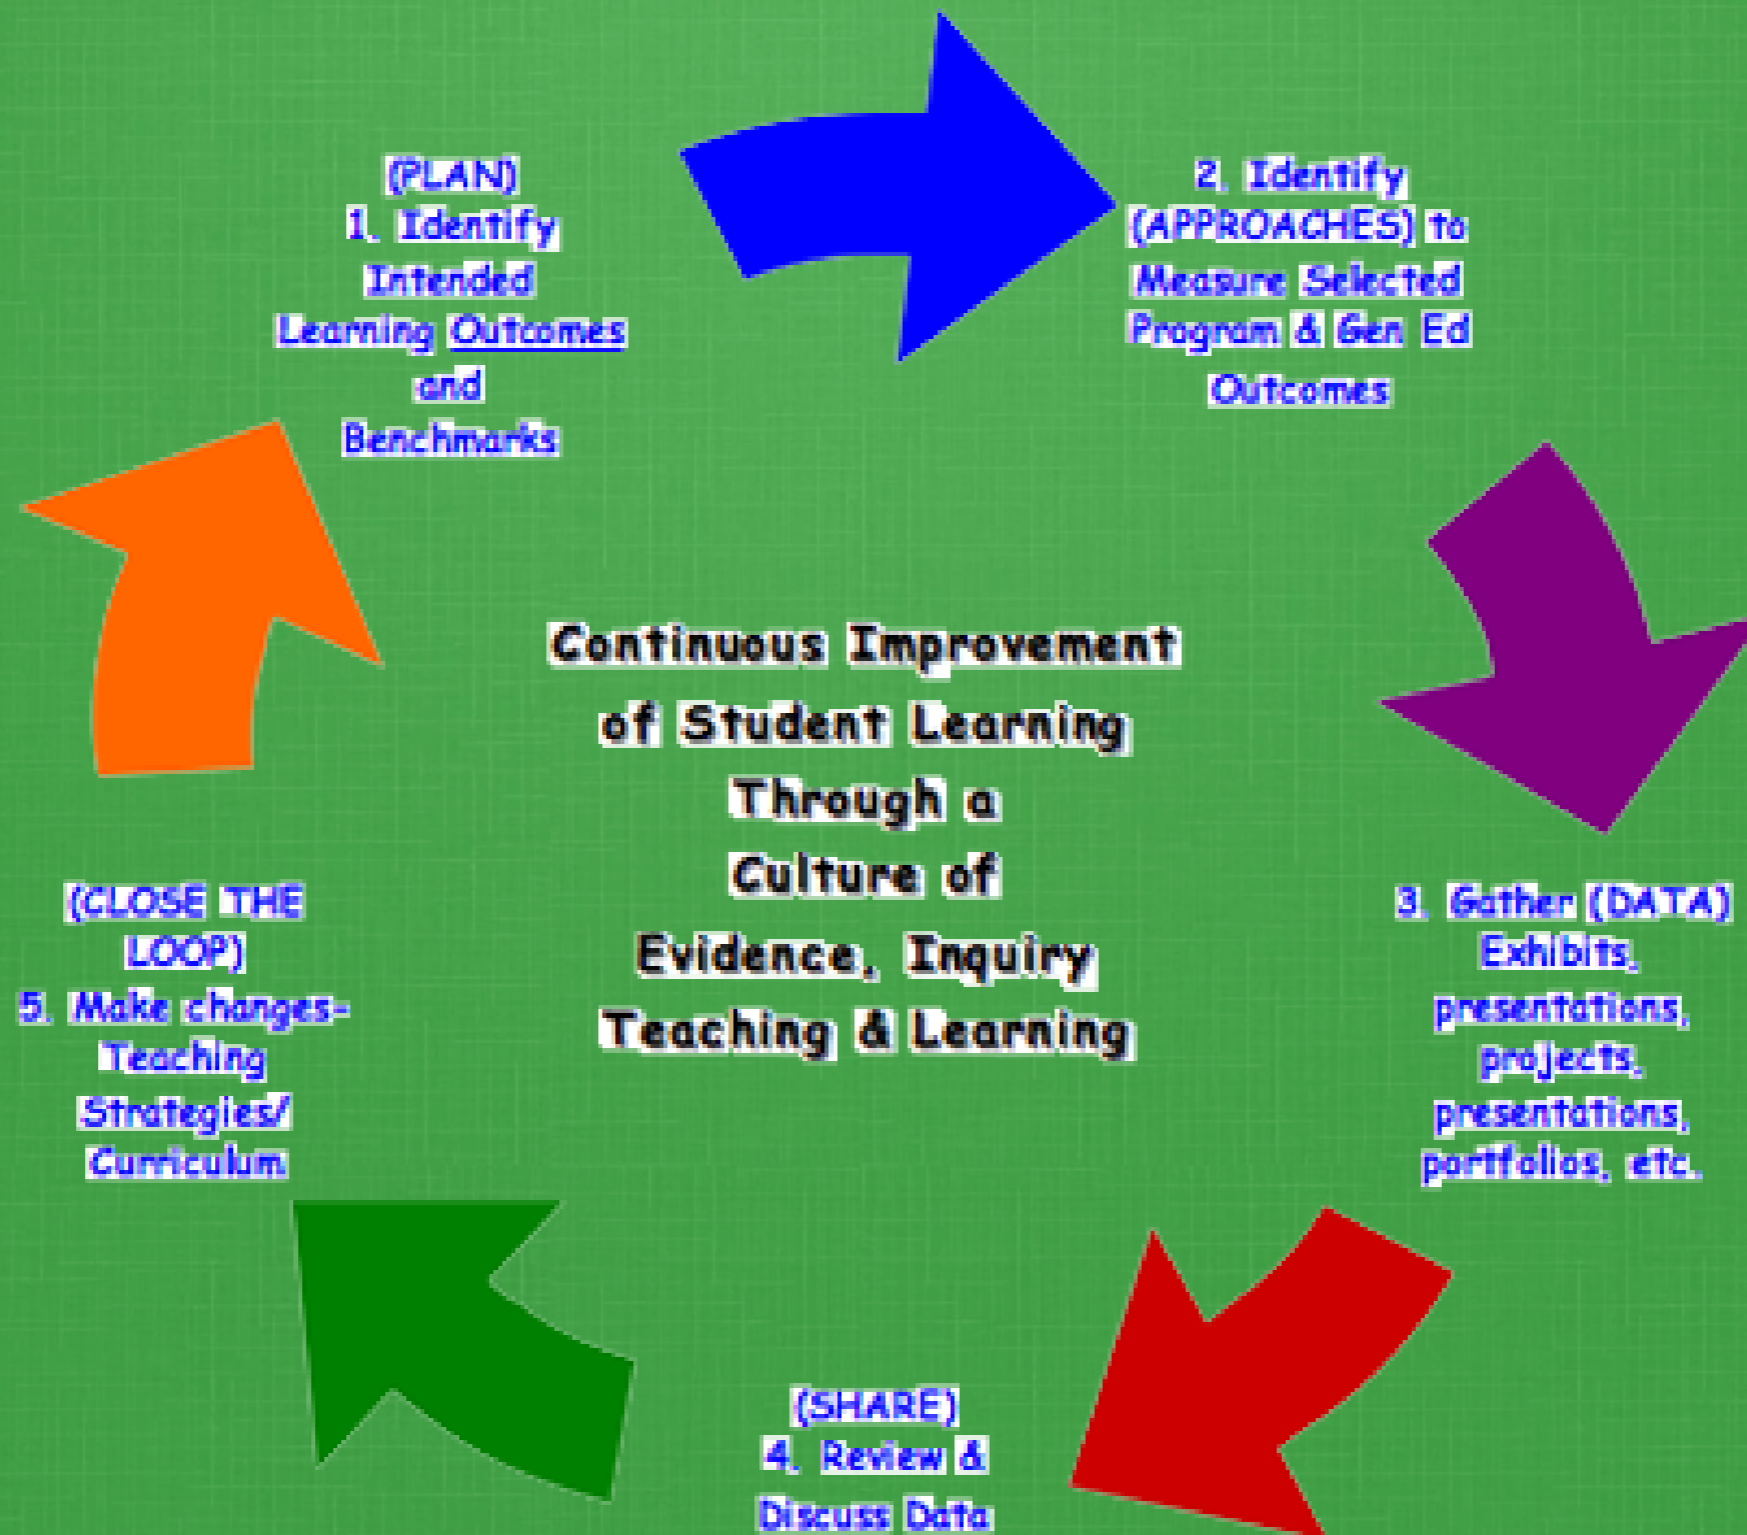 (PLAN)
1. Identify
Intended
Learning Outcomes
and
Benchmarks
2. Identify
(APPROACHES) to
Measure Selected
Program & Gen Ed
Outcomes
3. Gather (DATA)
Exhibits,
presentations,
projects,
presentations,
portfolios, etc.
(SHARE)
4. Review &
Discuss Data
(CLOSE THE
LOOP)
5. Make changes-
Teaching
Strategies/
Curriculum
Continuous Improvement
of Student Learning
Through a
Culture of
Evidence, Inquiry
Teaching & Learning